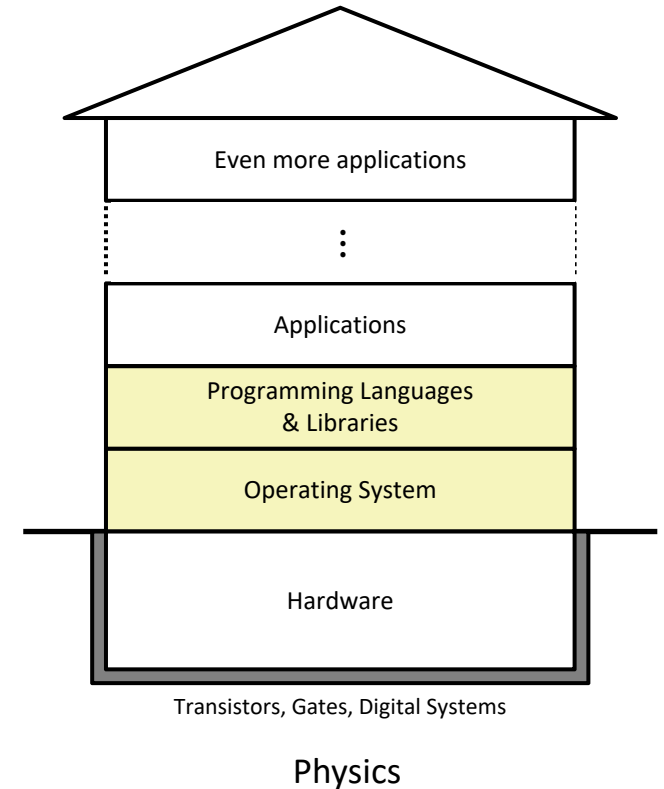 Even more applications
⋮
Applications
Programming Languages
& Libraries
Operating System
Hardware
Transistors, Gates, Digital Systems
Physics